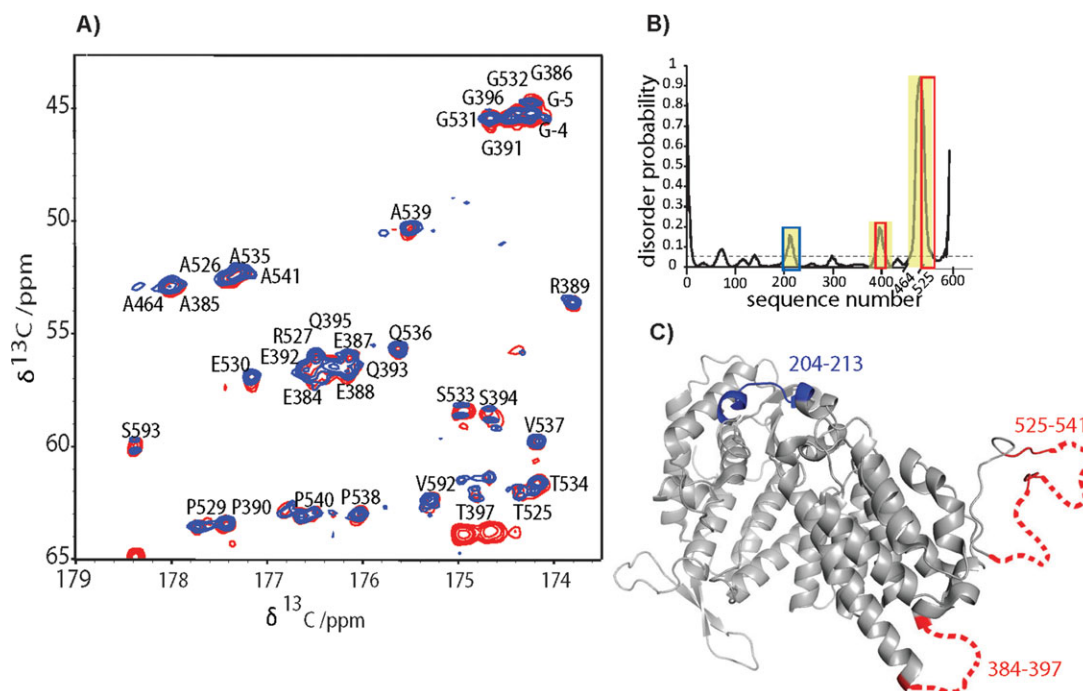 A)
G532 G386
G396 G-5
G531 G-4
G391
A539
A526 A535
A541
A464 A385
R389
Q395
R527 E387 Q536
E392
E530 Q393
E384 E388
S533 S394
S593 V537
P529 P390 P540 P538 V592 T534
T397 T525
45
50
55
60
65
179 178 177 176 175 174
δ ¹³C /ppm
δ ¹³C /ppm
B)
1
0.9
0.8
0.7
0.6
0.5
0.4
0.3
0.2
0.1
0
disorder probability
0 100 200 300 400 464 525 600
sequence number
C)
204-213
525-541
384-397